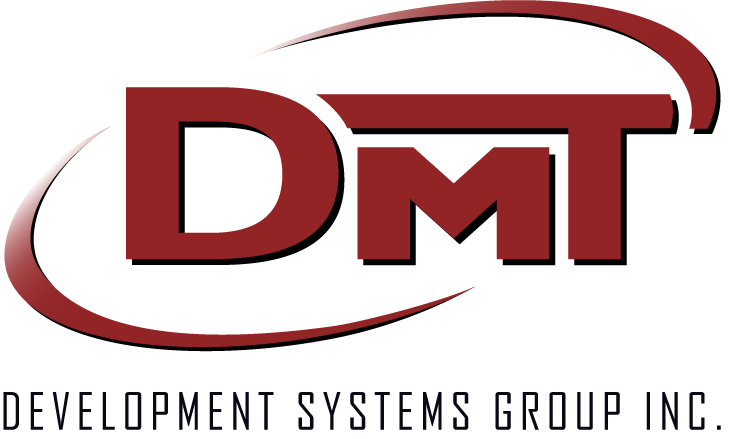 DMT
DEVELOPMENT SYSTEMS GROUP INC.